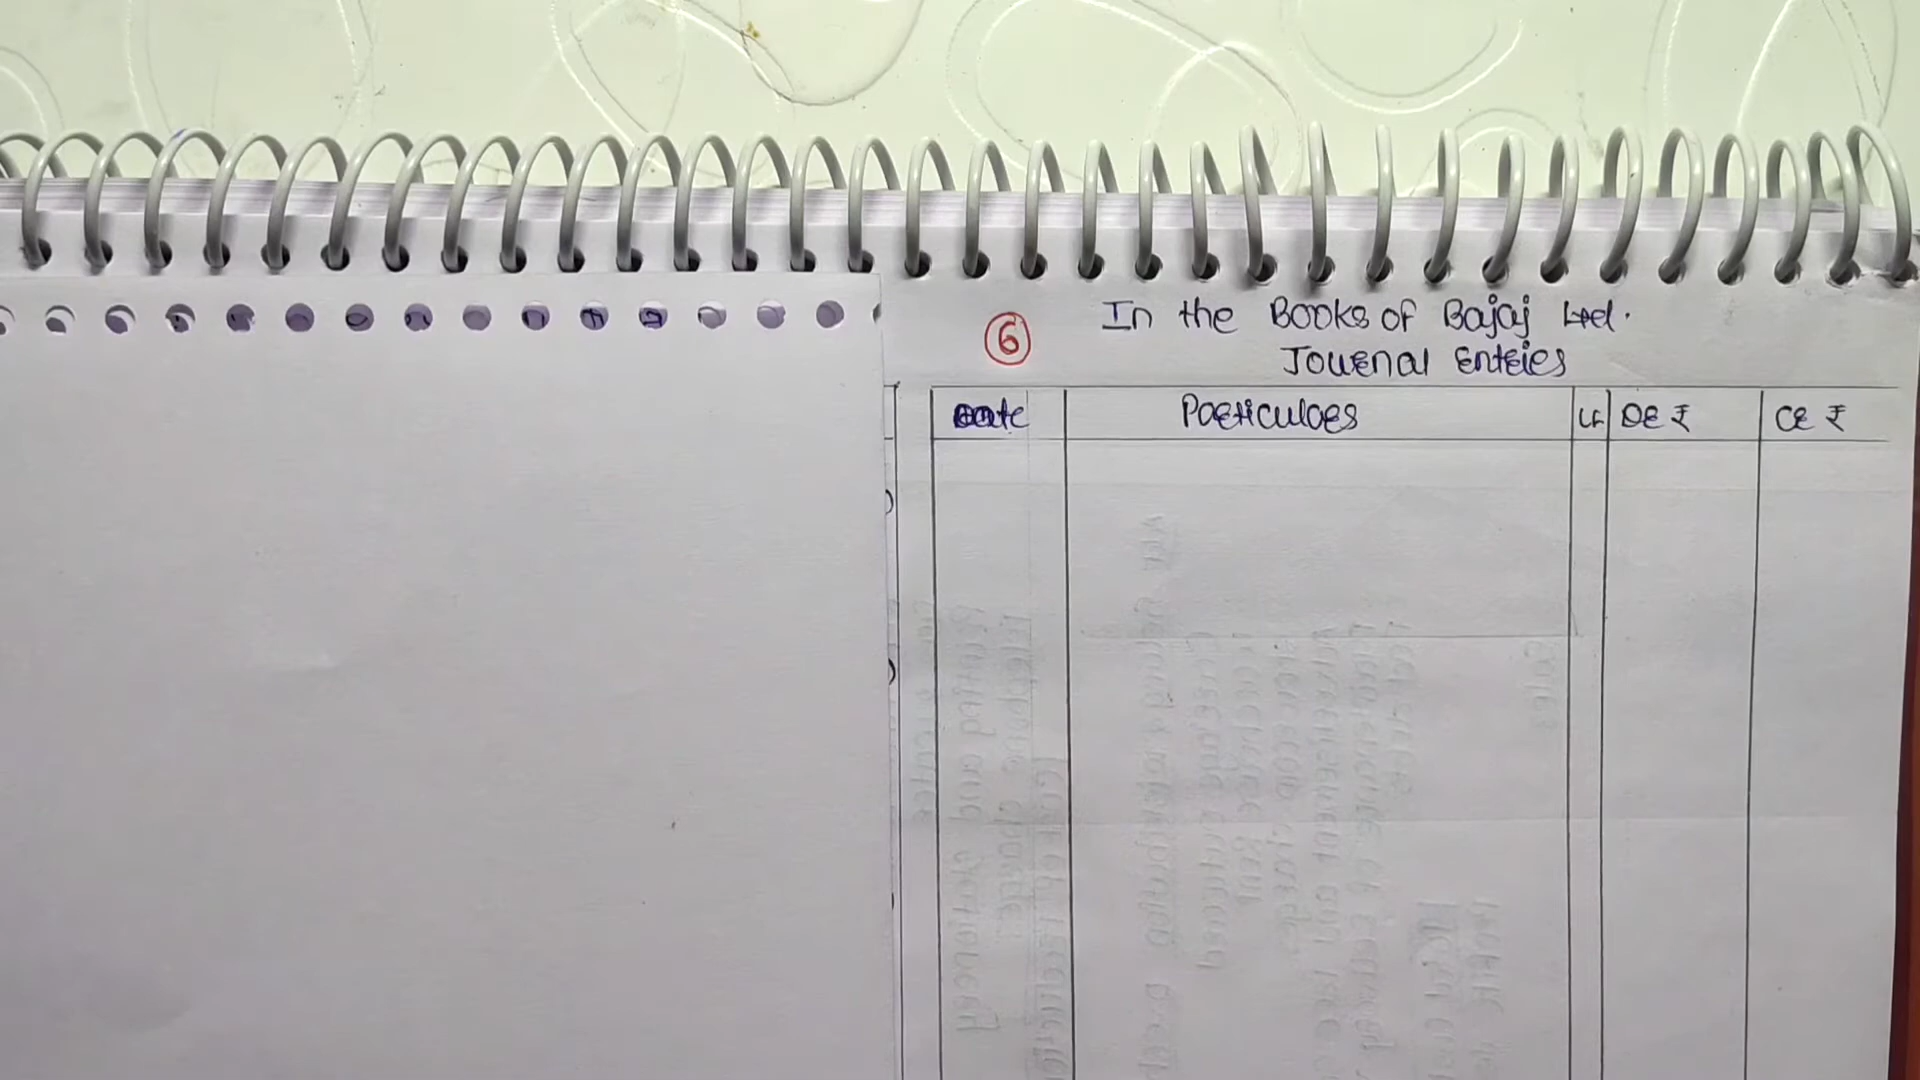 6
In the Books of Bajaj Ltd.
Journal Entries
Date Particulars LF DR ₹ CR ₹